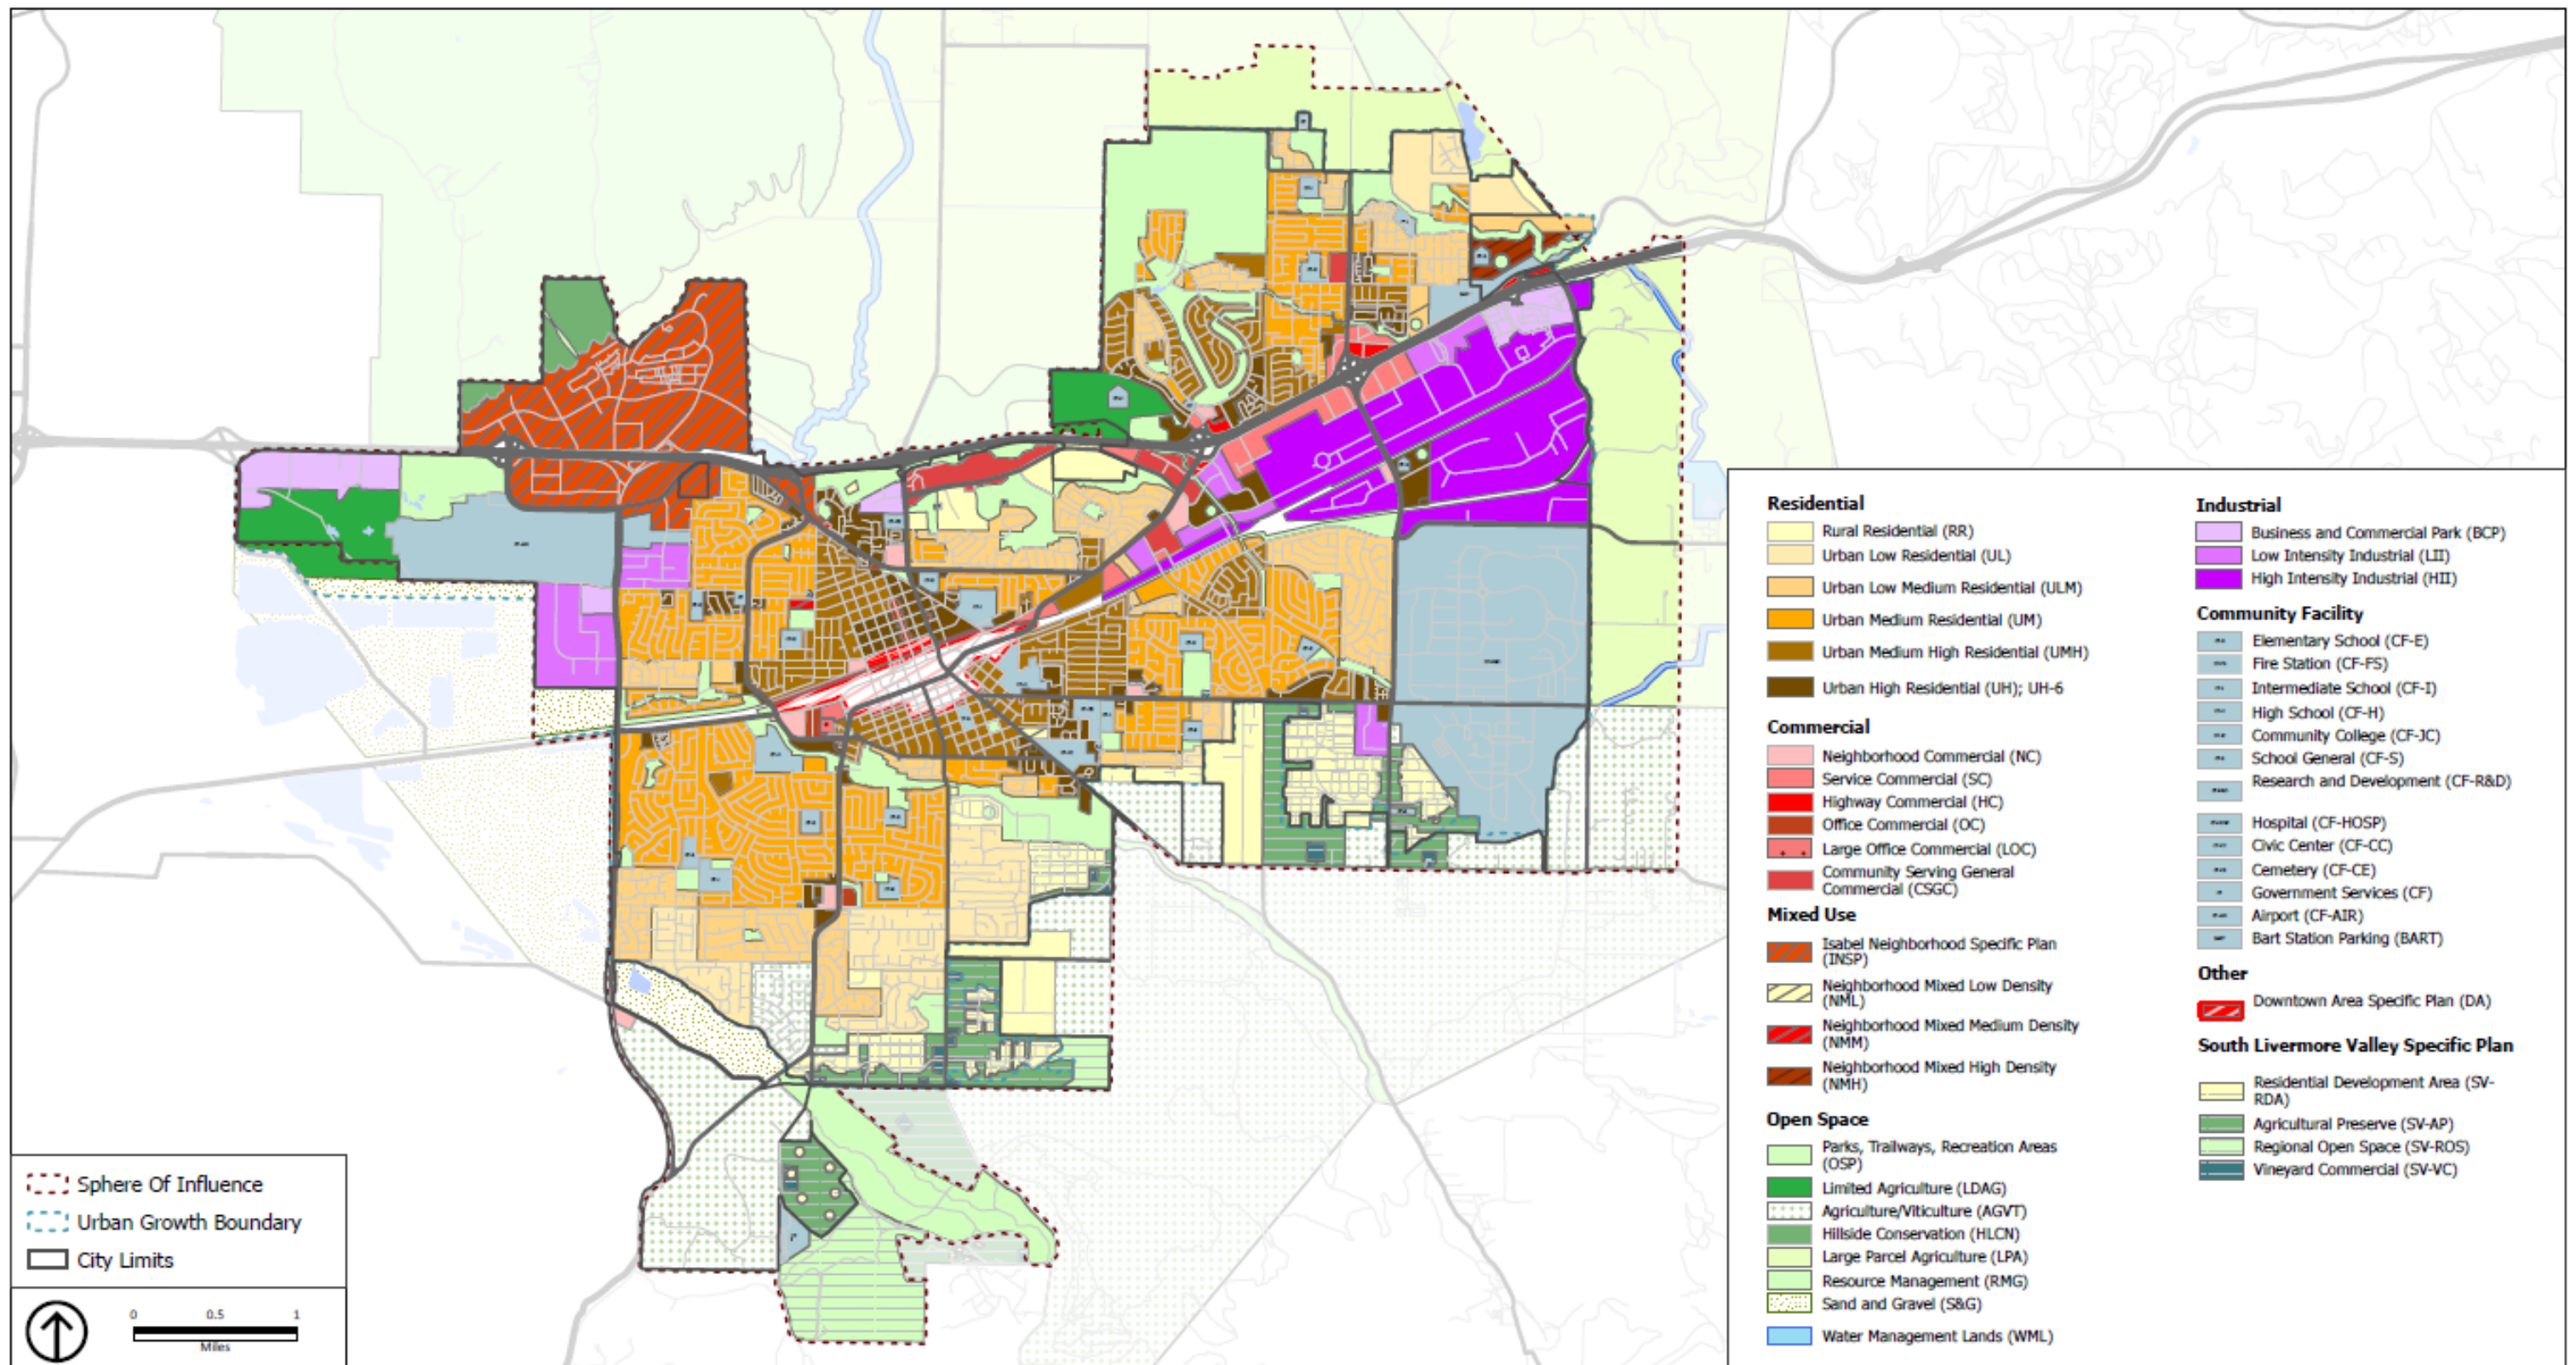 Residential
Rural Residential (RR)
Urban Low Residential (UL)
Urban Low Medium Residential (ULM)
Urban Medium Residential (UM)
Urban Medium High Residential (UMH)
Urban High Residential (UH); UH-6
Commercial
Neighborhood Commercial (NC)
Service Commercial (SC)
Highway Commercial (HC)
Office Commercial (OC)
Large Office Commercial (LOC)
Community Serving General
Commercial (CSGC)
Mixed Use
Isabel Neighborhood Specific Plan
(INSP)
Neighborhood Mixed Low Density
(NML)
Neighborhood Mixed Medium Density
(NMM)
Neighborhood Mixed High Density
(NMH)
Open Space
Parks, Trailways, Recreation Areas
(OSP)
Limited Agriculture (LDAG)
Agriculture/Viticulture (AGVT)
Hillside Conservation (HLCN)
Large Parcel Agriculture (LPA)
Resource Management (RMG)
Sand and Gravel (S&G)
Water Management Lands (WML)
Industrial
Business and Commercial Park (BCP)
Low Intensity Industrial (LII)
High Intensity Industrial (HII)
Community Facility
Elementary School (CF-E)
Fire Station (CF-FS)
Intermediate School (CF-I)
High School (CF-H)
Community College (CF-JC)
School General (CF-S)
Research and Development (CF-R&D)
Hospital (CF-HOSP)
Civic Center (CF-CC)
Cemetery (CF-CE)
Government Services (CF)
Airport (CF-AIR)
Bart Station Parking (BART)
Other
Downtown Area Specific Plan (DA)
South Livermore Valley Specific Plan
Residential Development Area (SV-
RDA)
Agricultural Preserve (SV-AP)
Regional Open Space (SV-ROS)
Vineyard Commercial (SV-VC)
Sphere Of Influence
Urban Growth Boundary
City Limits
0 0.5 1
Miles